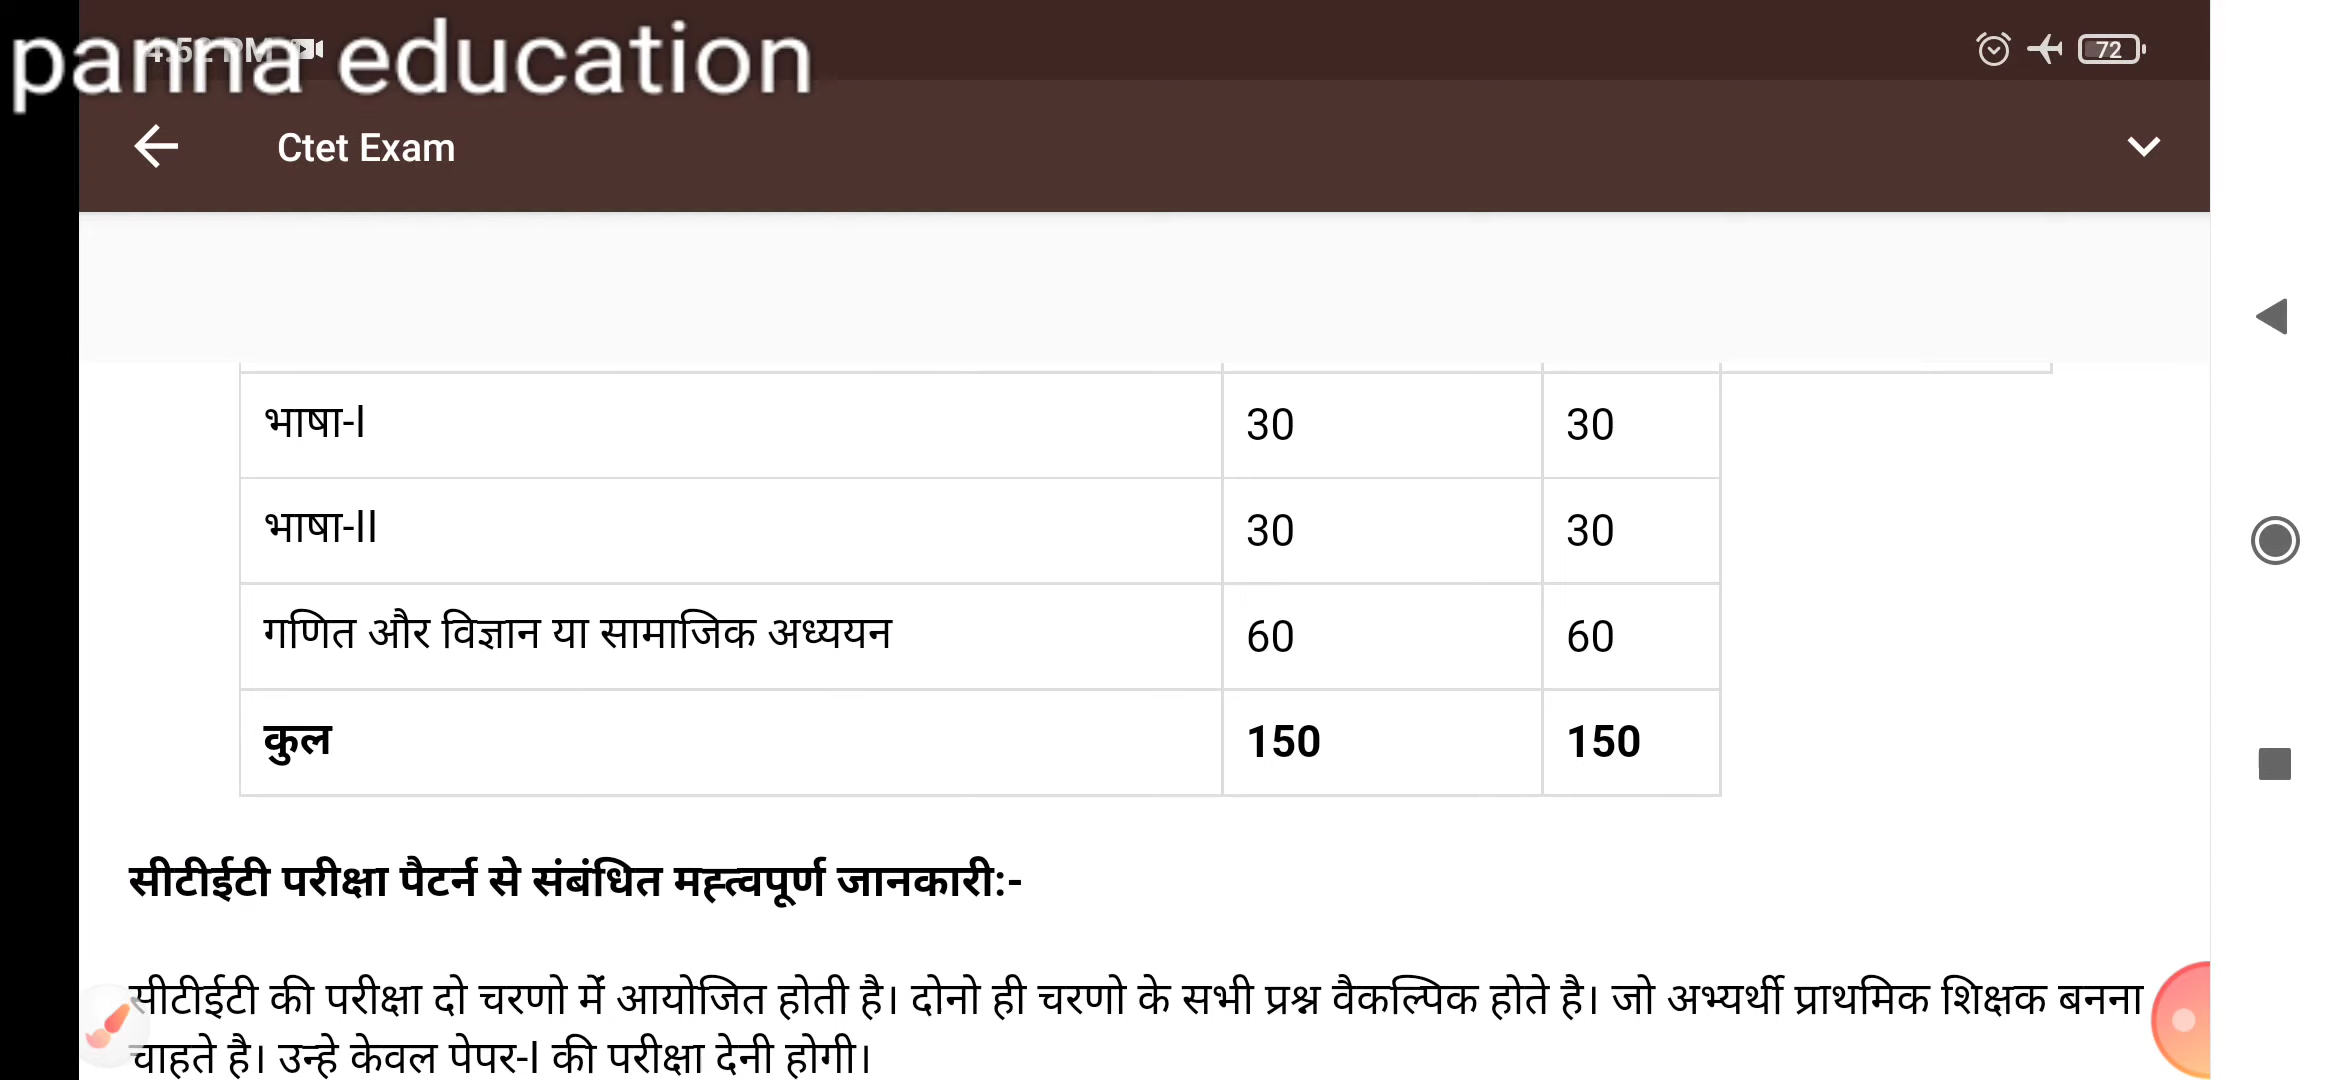 panna education
72
Ctet Exam
भाषा-I 30 30
भाषा-II 30 30
गणित और विज्ञान या सामाजिक अध्ययन 60 60
कुल 150 150
सीटीईटी परीक्षा पैटर्न से संबंधित मह्त्वपूर्ण जानकारी:-
सीटीईटी की परीक्षा दो चरणो में आयोजित होती है। दोनो ही चरणो के सभी प्रश्न वैकल्पिक होते है। जो अभ्यर्थी प्राथमिक शिक्षक बनना
चाहते है। उन्हे केवल पेपर-I की परीक्षा देनी होगी।